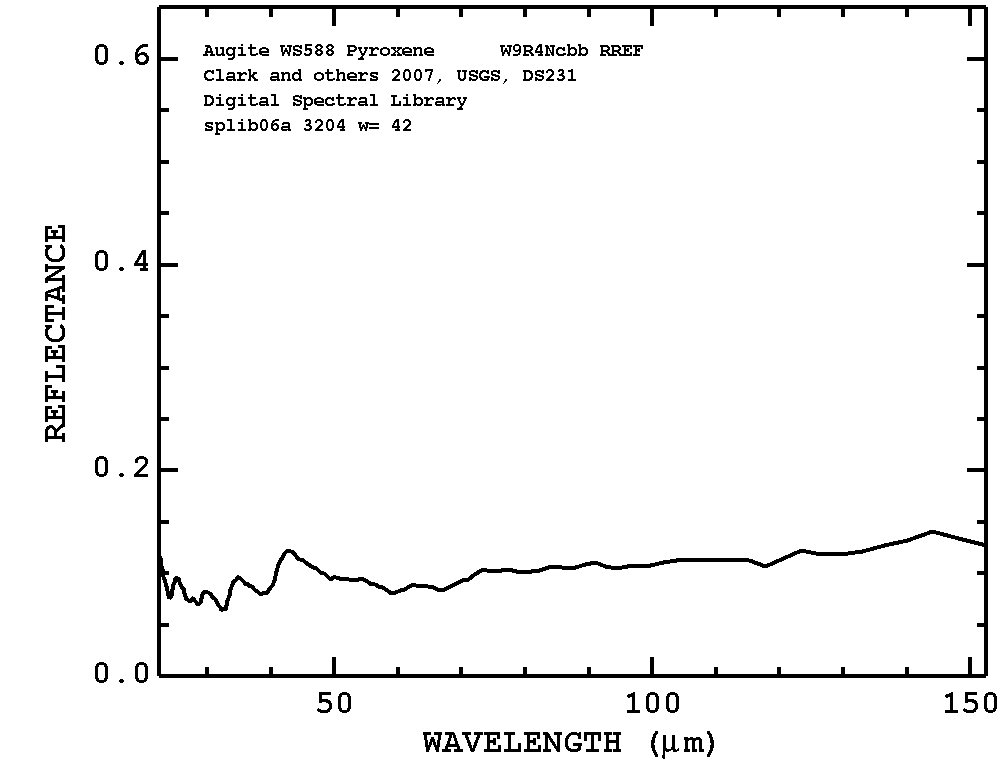 0.6
Augite WS588 Pyroxene W9R4Ncbb RREF
Clark and others 2007, USGS, DS231
Digital Spectral Library
splib06a 3204 w= 42
0.4
REFLECTANCE
0.2
0.0
50 100 150
WAVELENGTH (μm)